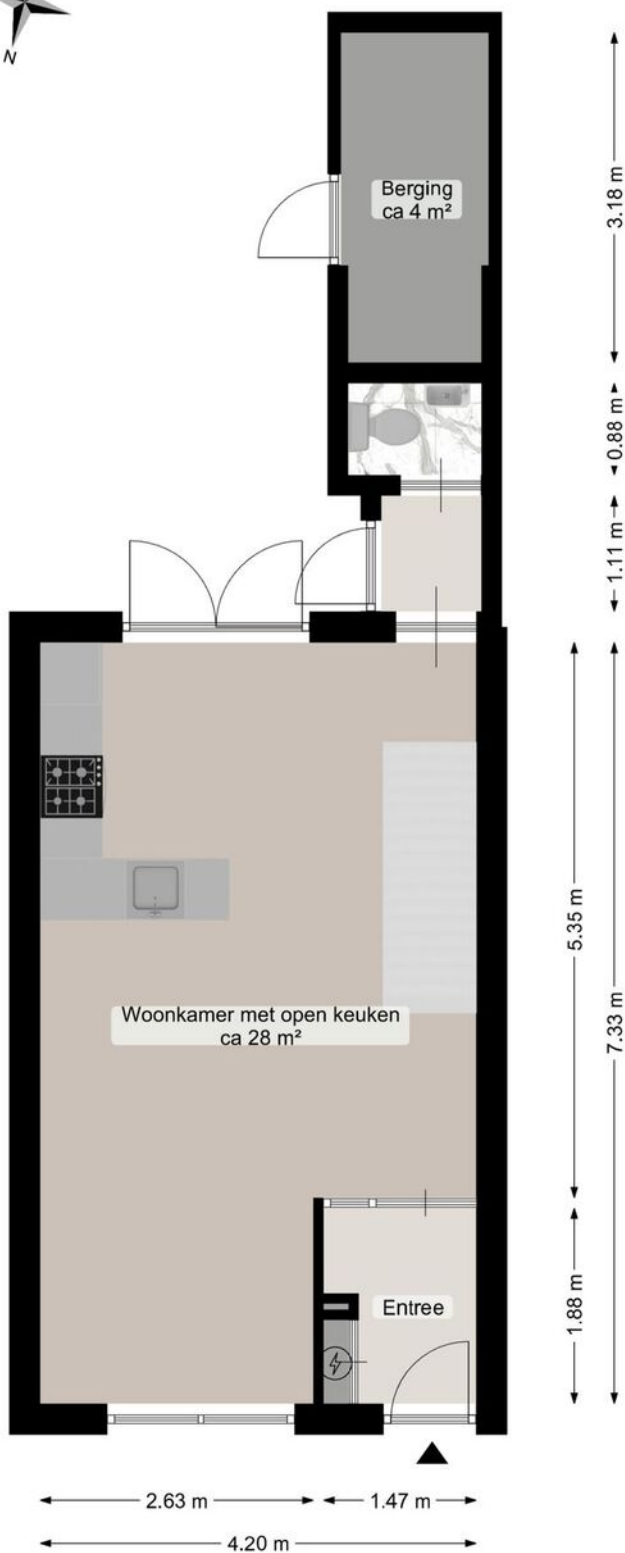 N
Berging
ca 4 m²
3.18 m
0.88 m
1.11 m
5.35 m
7.33 m
Woonkamer met open keuken
ca 28 m²
1.88 m
Entree
2.63 m
1.47 m
4.20 m